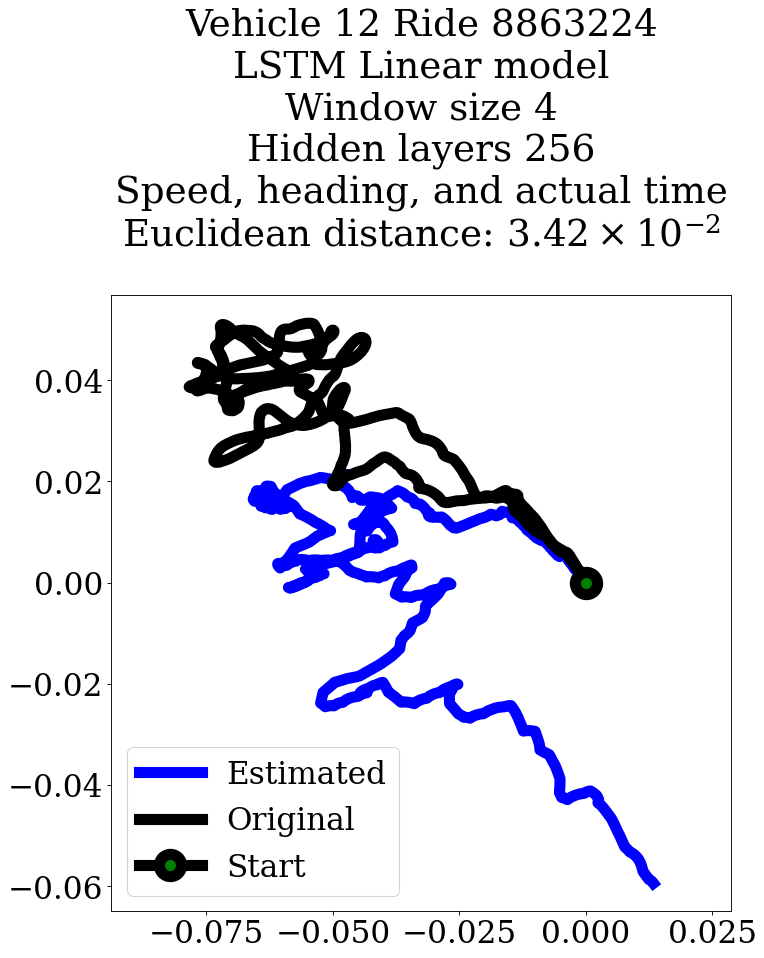 Vehicle 12 Ride 8863224
LSTM Linear model
Window size 4
Hidden layers 256
Speed, heading, and actual time
Euclidean distance: 3.42 × 10⁻²
0.04
0.02
0.00
−0.02
−0.04
−0.06
Estimated
Original
Start
−0.075 −0.050 −0.025 0.000 0.025